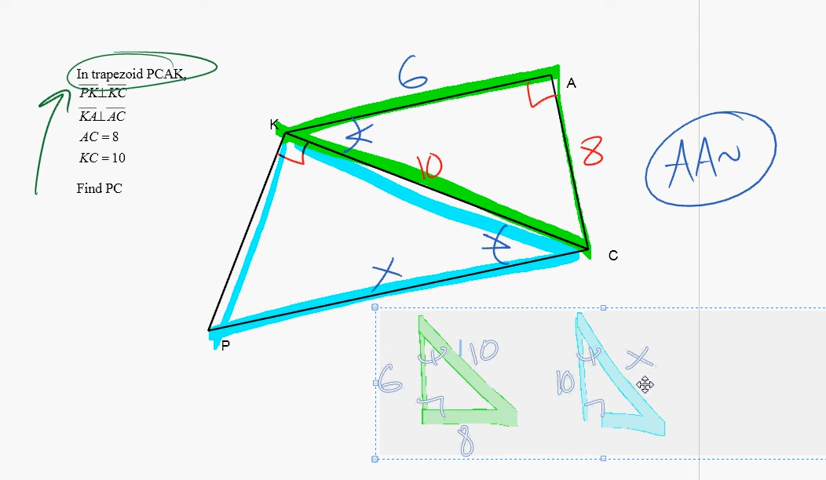 In trapezoid PCAK,
PK⊥KC
KA⊥AC
AC = 8
KC = 10
Find PC
6
A
K
10
8
AA~
C
x
P
6
10
8
10
x